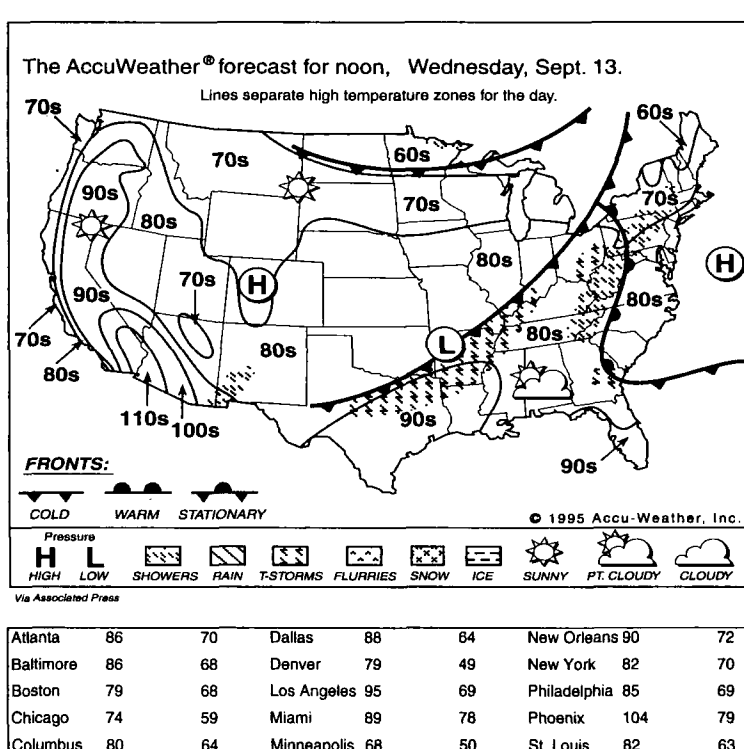 The AccuWeather® forecast for noon, Wednesday, Sept. 13.
Lines separate high temperature zones for the day.
70s
60s
60s
70s
90s
80s
70s
70s
80s
70s
H
H
90s
80s
80s
L
80s
70s
80s
110s
100s
90s
90s
FRONTS:
COLD WARM STATIONARY
© 1995 Accu-Weather, Inc.
Pressure
H L
HIGH LOW SHOWERS RAIN T-STORMS FLURRIES SNOW ICE SUNNY PT. CLOUDY CLOUDY
Via Associated Press
Atlanta 86 70 Dallas 88 64 New Orleans 90 72
Baltimore 86 68 Denver 79 49 New York 82 70
Boston 79 68 Los Angeles 95 69 Philadelphia 85 69
Chicago 74 59 Miami 89 78 Phoenix 104 79
Columbus 80 64 Minneapolis 68 50 St. Louis 82 63